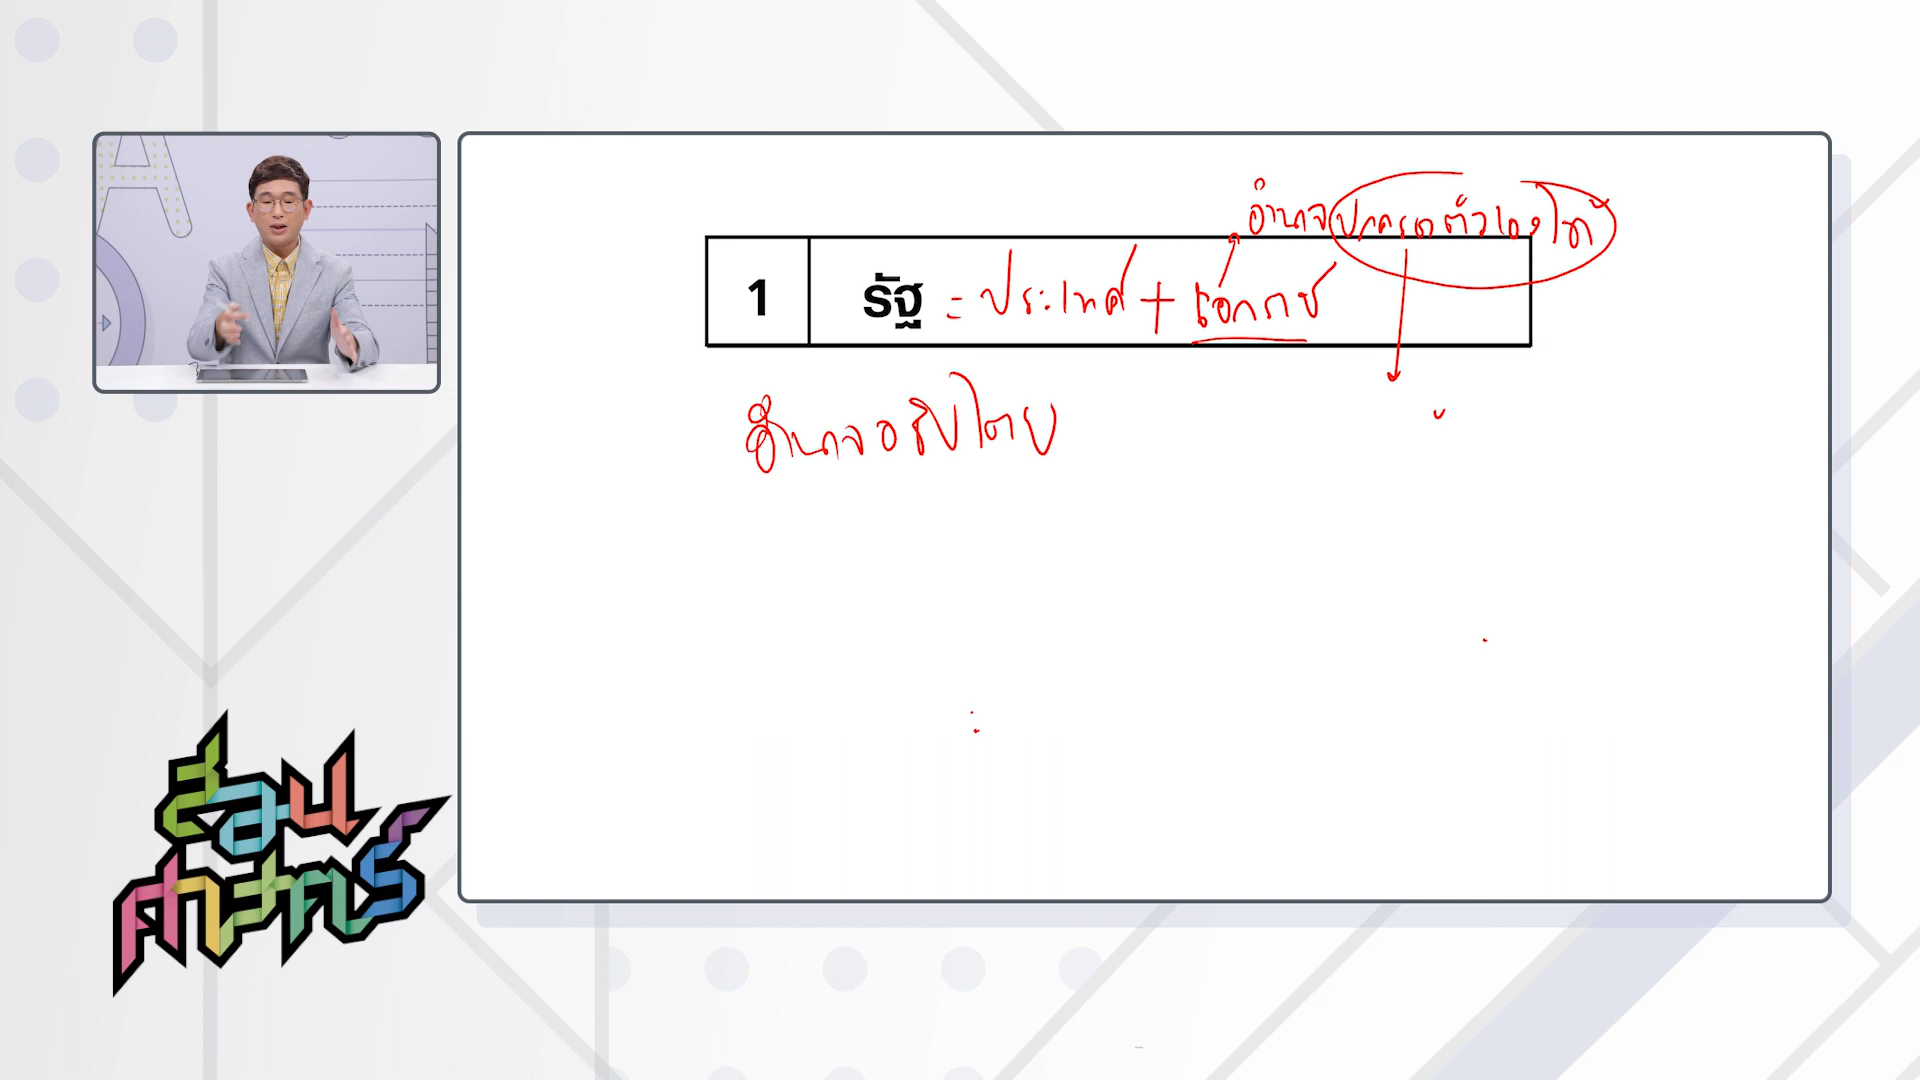 อำนาจปกครองตัวเองได้
1 รัฐ = ประเทศ + เอกราช
อำนาจอธิปไตย
สอน
ศาสตร์
A